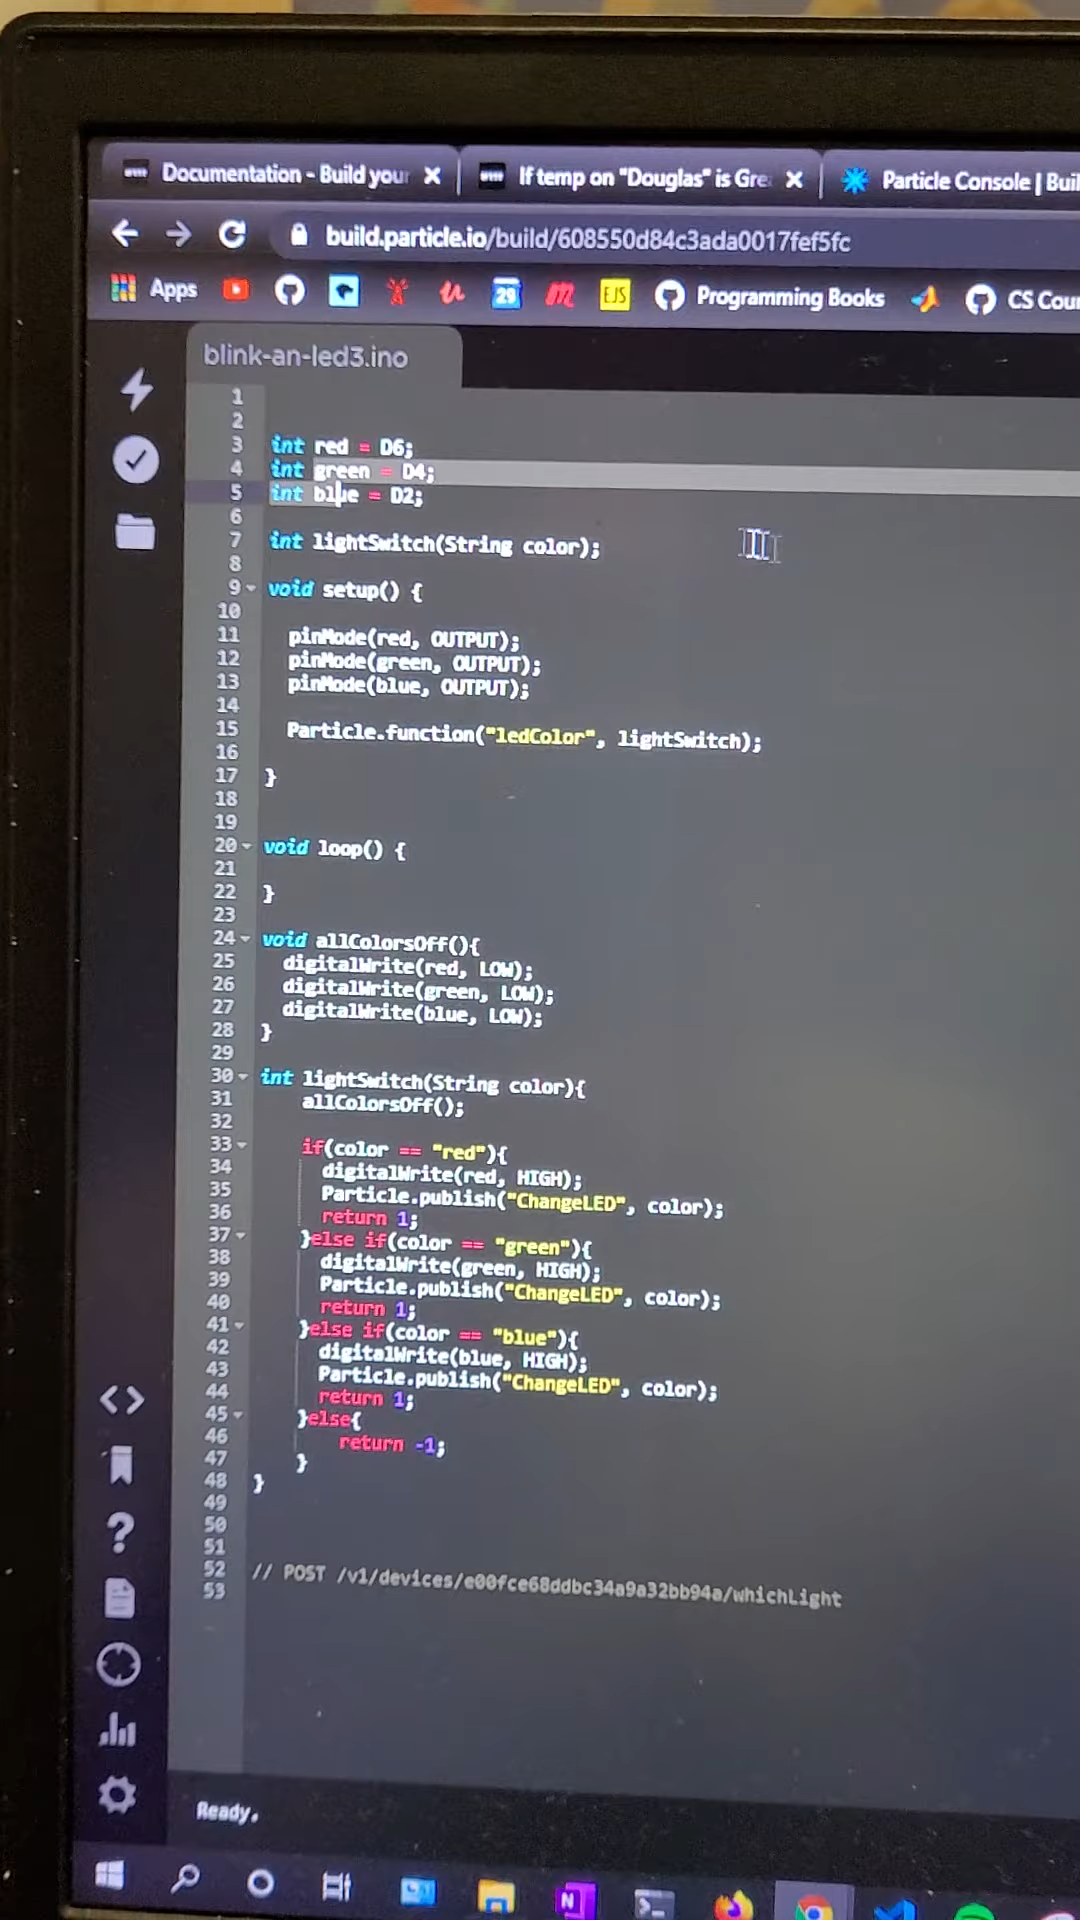 Documentation - Build your
If temp on "Douglas" is Gre
Particle Console | Buil
build.particle.io/build/608550d84c3ada0017fef5fc
Apps
29
EJS
Programming Books
CS Cou
blink-an-led3.ino
1
2
3 int red = D6;
4 int green = D4;
5 int blue = D2;
6
7 int lightSwitch(String color);
8
9 void setup() {
10
11 pinMode(red, OUTPUT);
12 pinMode(green, OUTPUT);
13 pinMode(blue, OUTPUT);
14
15 Particle.function("ledColor", lightSwitch);
16
17 }
18
19
20 void loop() {
21
22 }
23
24 void allColorsOff(){
25 digitalWrite(red, LOW);
26 digitalWrite(green, LOW);
27 digitalWrite(blue, LOW);
28 }
29
30 int lightSwitch(String color){
31 allColorsOff();
32
33 if(color == "red"){
34 digitalWrite(red, HIGH);
35 Particle.publish("ChangeLED", color);
36 return 1;
37 }else if(color == "green"){
38 digitalWrite(green, HIGH);
39 Particle.publish("ChangeLED", color);
40 return 1;
41 }else if(color == "blue"){
42 digitalWrite(blue, HIGH);
43 Particle.publish("ChangeLED", color);
44 return 1;
45 }else{
46 return -1;
47 }
48 }
49
50
51
52 // POST /v1/devices/e00fce68ddbc34a9a32bb94a/whichLight
53
Ready.